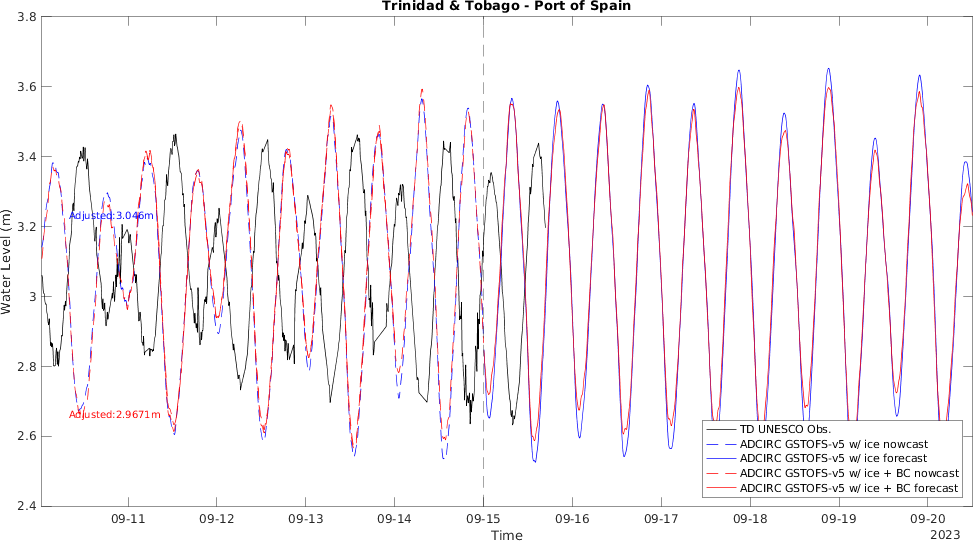 Trinidad & Tobago - Port of Spain
3.8
3.6
3.4
3.2
3
2.8
2.6
2.4
Water Level (m)
Adjusted:3.046m
Adjusted:2.9671m
TD UNESCO Obs.
ADCIRC GSTOFS-v5 w/ ice nowcast
ADCIRC GSTOFS-v5 w/ ice forecast
ADCIRC GSTOFS-v5 w/ ice + BC nowcast
ADCIRC GSTOFS-v5 w/ ice + BC forecast
09-11 09-12 09-13 09-14 09-15 09-16 09-17 09-18 09-19 09-20
Time
2023